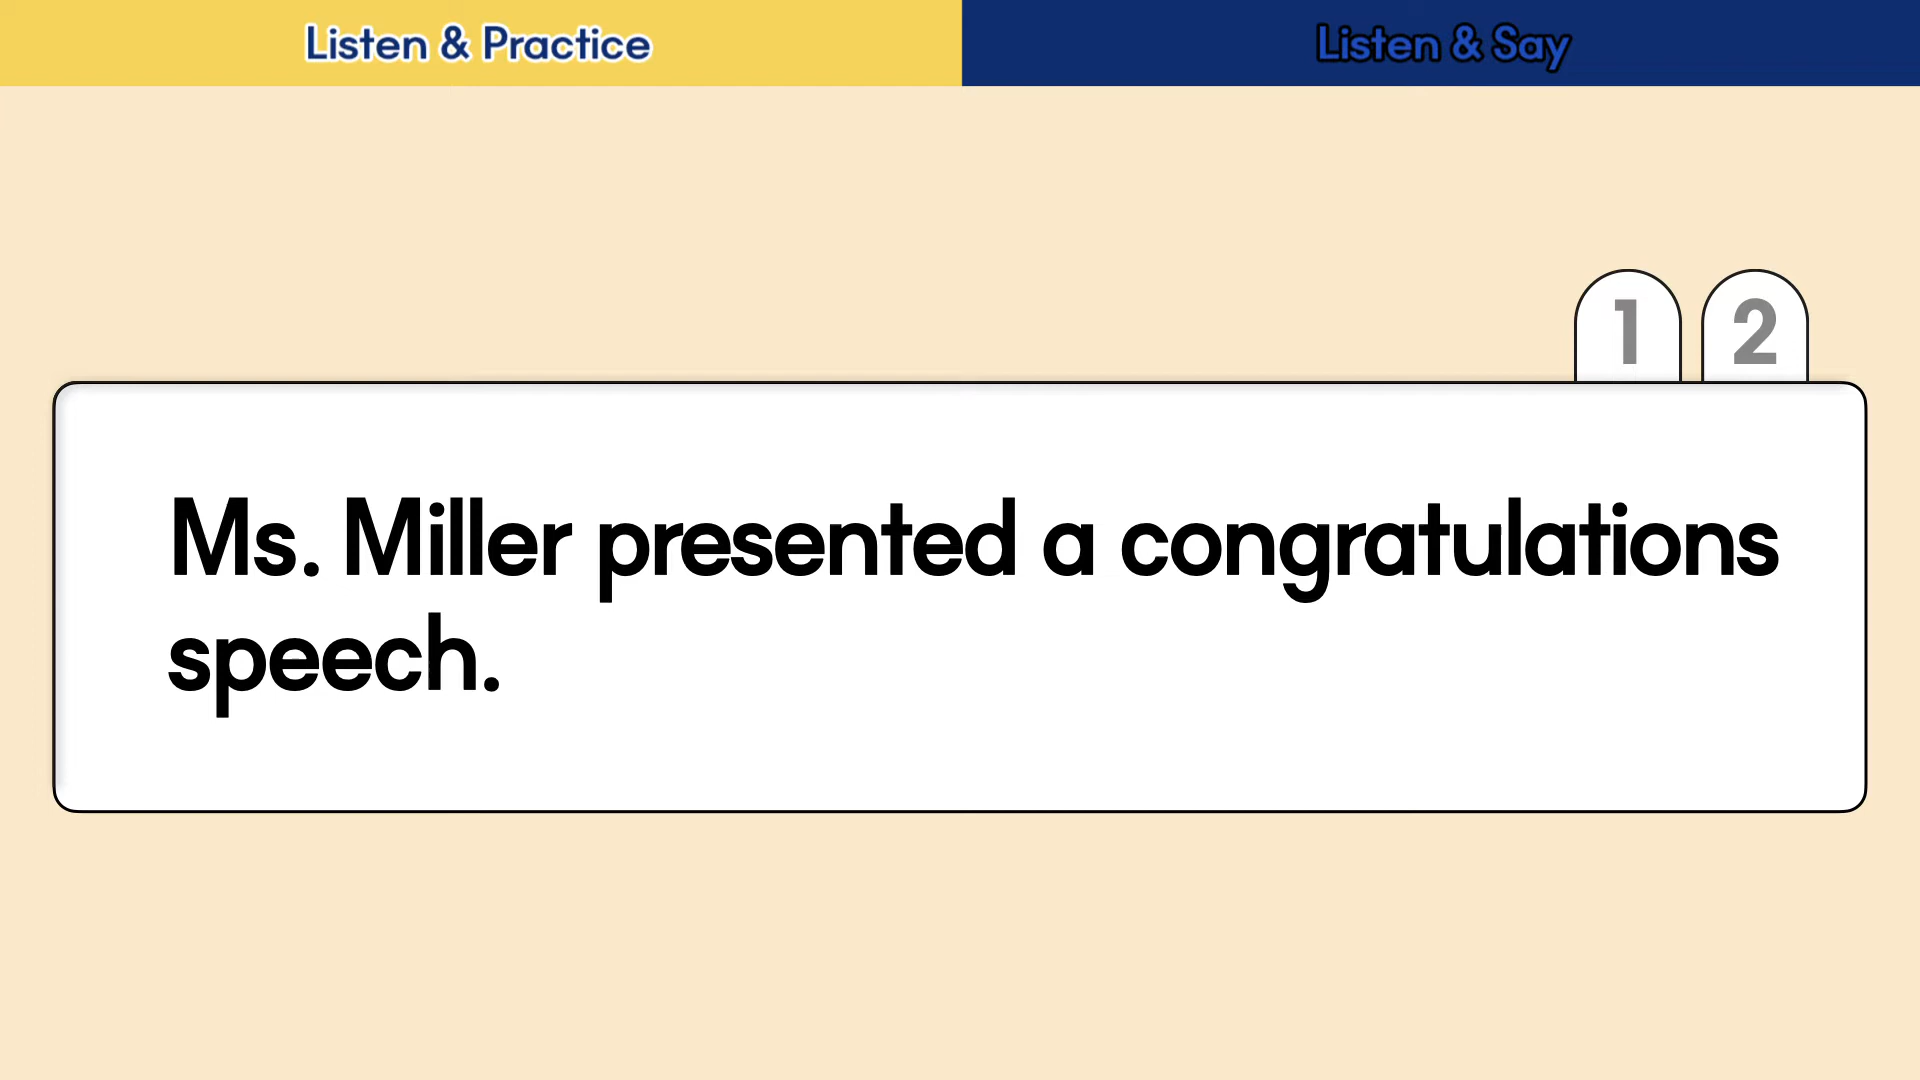 Listen & Practice
Listen & Say
1 2
Ms. Miller presented a congratulations
speech.